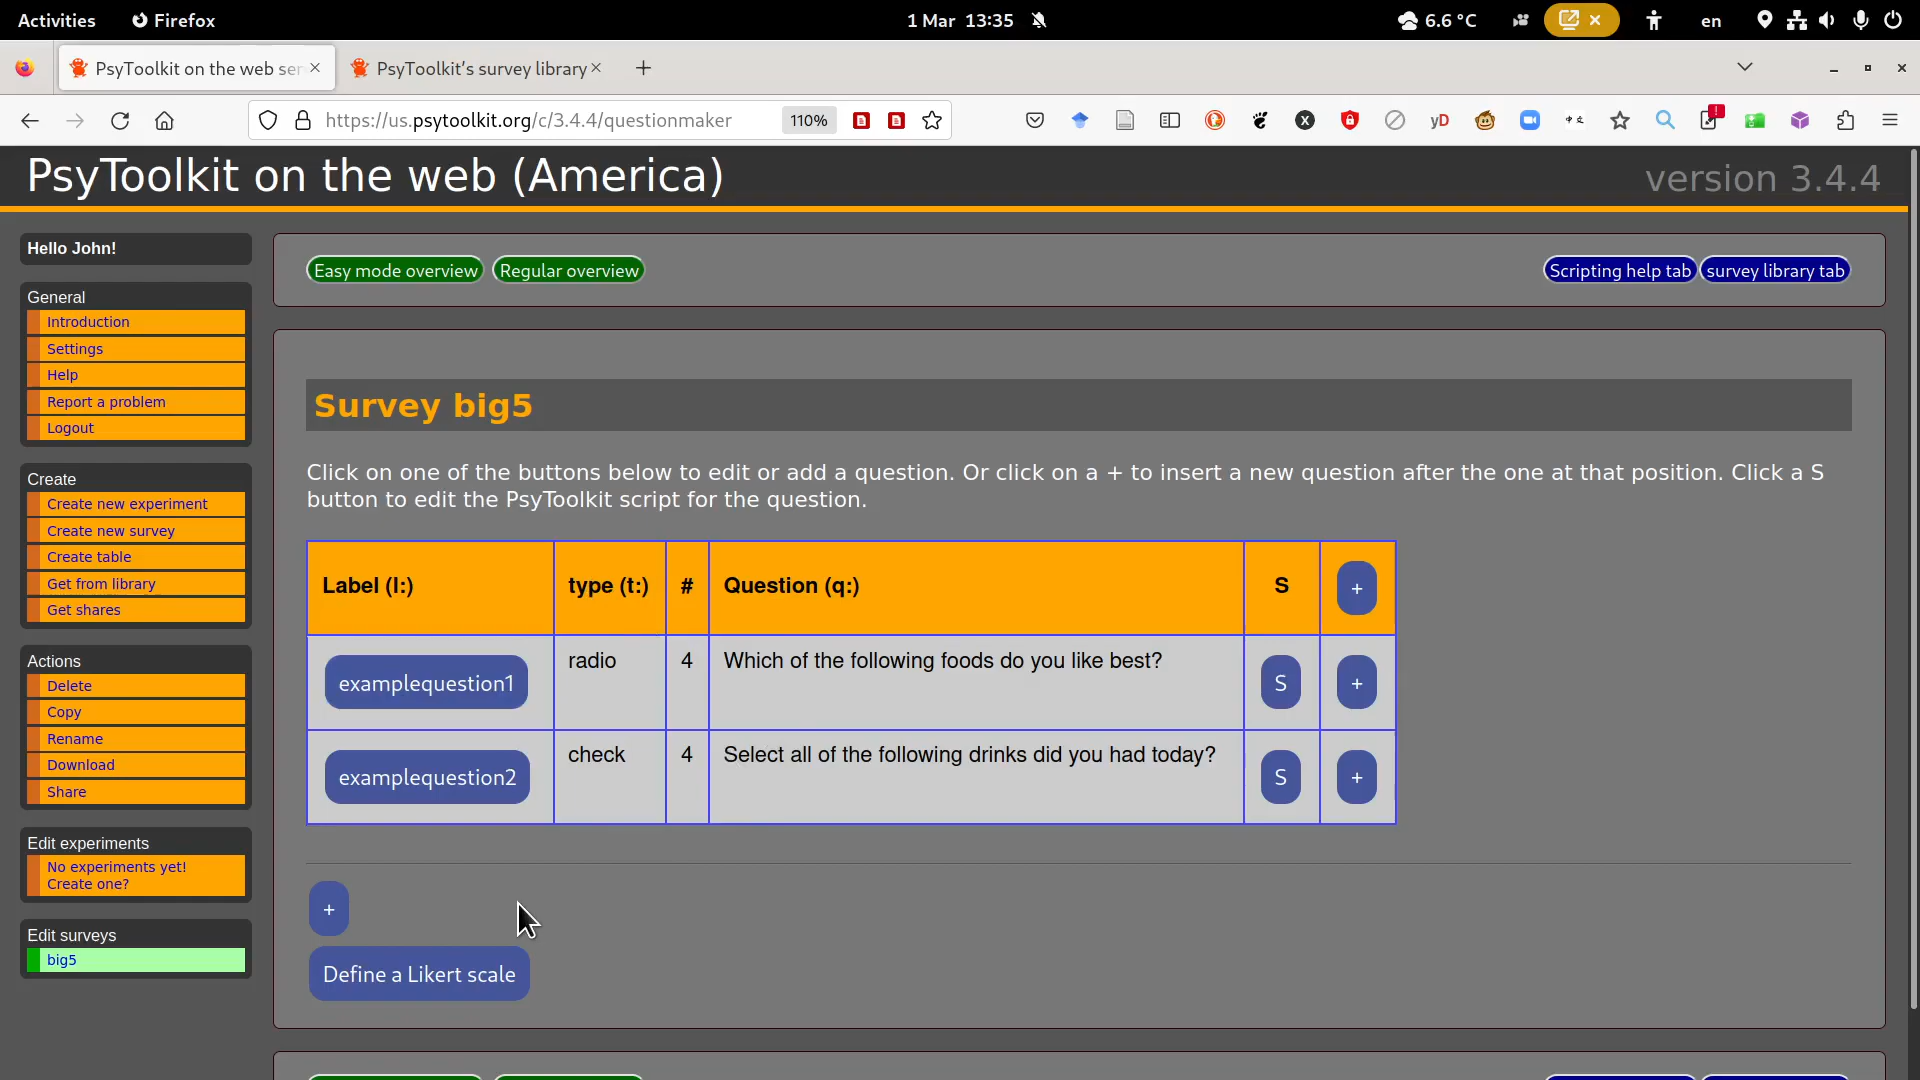 Activities Firefox 1 Mar 13:35 6.6 °C en
PsyToolkit on the web ser PsyToolkit's survey library
https://us.psytoolkit.org/c/3.4.4/questionmaker 110% yD
PsyToolkit on the web (America) version 3.4.4
Hello John!
General
Introduction
Settings
Help
Report a problem
Logout
Create
Create new experiment
Create new survey
Create table
Get from library
Get shares
Actions
Delete
Copy
Rename
Download
Share
Edit experiments
No experiments yet!
Create one?
Edit surveys
big5
Easy mode overview Regular overview Scripting help tab survey library tab
Survey big5
Click on one of the buttons below to edit or add a question. Or click on a + to insert a new question after the one at that position. Click a S
button to edit the PsyToolkit script for the question.
Label (l:) type (t:) # Question (q:) S +
examplequestion1 radio 4 Which of the following foods do you like best? S +
examplequestion2 check 4 Select all of the following drinks did you had today? S +
+
Define a Likert scale